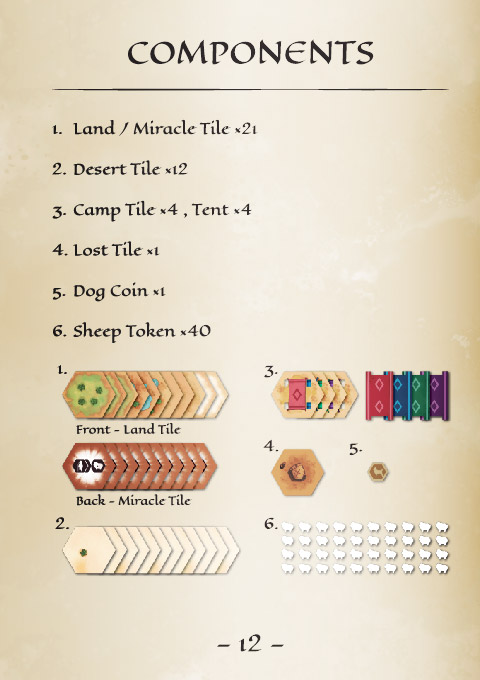 COMPONENTS
1. Land / Miracle Tile ×21
2. Desert Tile ×12
3. Camp Tile ×4 , Tent ×4
4. Lost Tile ×1
5. Dog Coin ×1
6. Sheep Token ×40
1.
3.
Front - Land Tile
4.
5.
Back - Miracle Tile
2.
6.
- 12 -